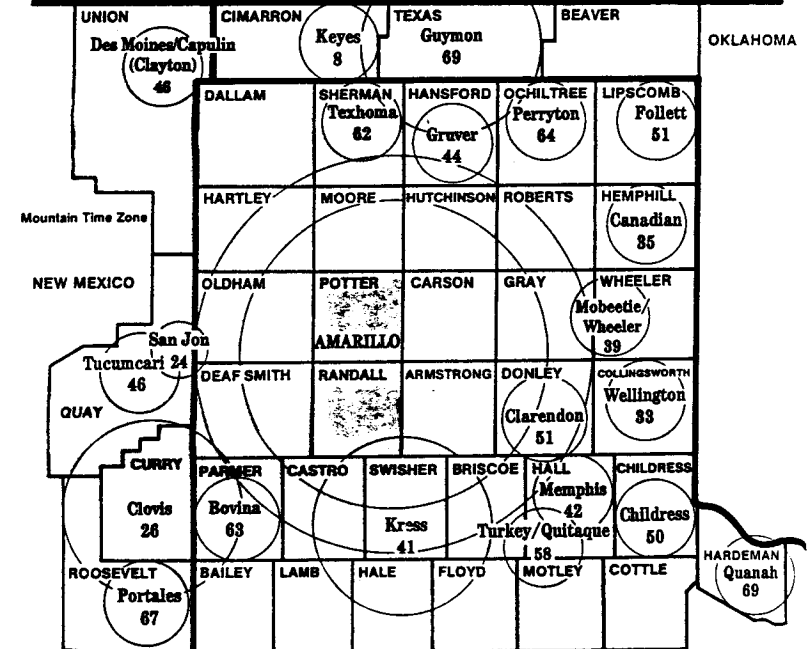 UNION
CIMARRON
TEXAS
BEAVER
OKLAHOMA
Des Moines/Capulin
(Clayton)
46
Keyes
8
Guymon
69
DALLAM
SHERMAN
HANSFORD
OCHILTREE
LIPSCOMB
Texhoma
62
Gruver
44
Perryton
64
Follett
51
Mountain Time Zone
HARTLEY
MOORE
HUTCHINSON
ROBERTS
HEMPHILL
Canadian
35
NEW MEXICO
OLDHAM
POTTER
CARSON
GRAY
WHEELER
AMARILLO
Mobeetie/
Wheeler
39
San Jon
24
Tucumcari
46
QUAY
DEAF SMITH
RANDALL
ARMSTRONG
DONLEY
COLLINGSWORTH
Clarendon
51
Wellington
33
CURRY
Clovis
26
PARMER
CASTRO
SWISHER
BRISCOE
HALL
CHILDRESS
Bovina
63
Kress
41
Memphis
42
Turkey/Quitaque
58
Childress
50
ROOSEVELT
Portales
67
BAILEY
LAMB
HALE
FLOYD
MOTLEY
COTTLE
HARDEMAN
Quanah
69